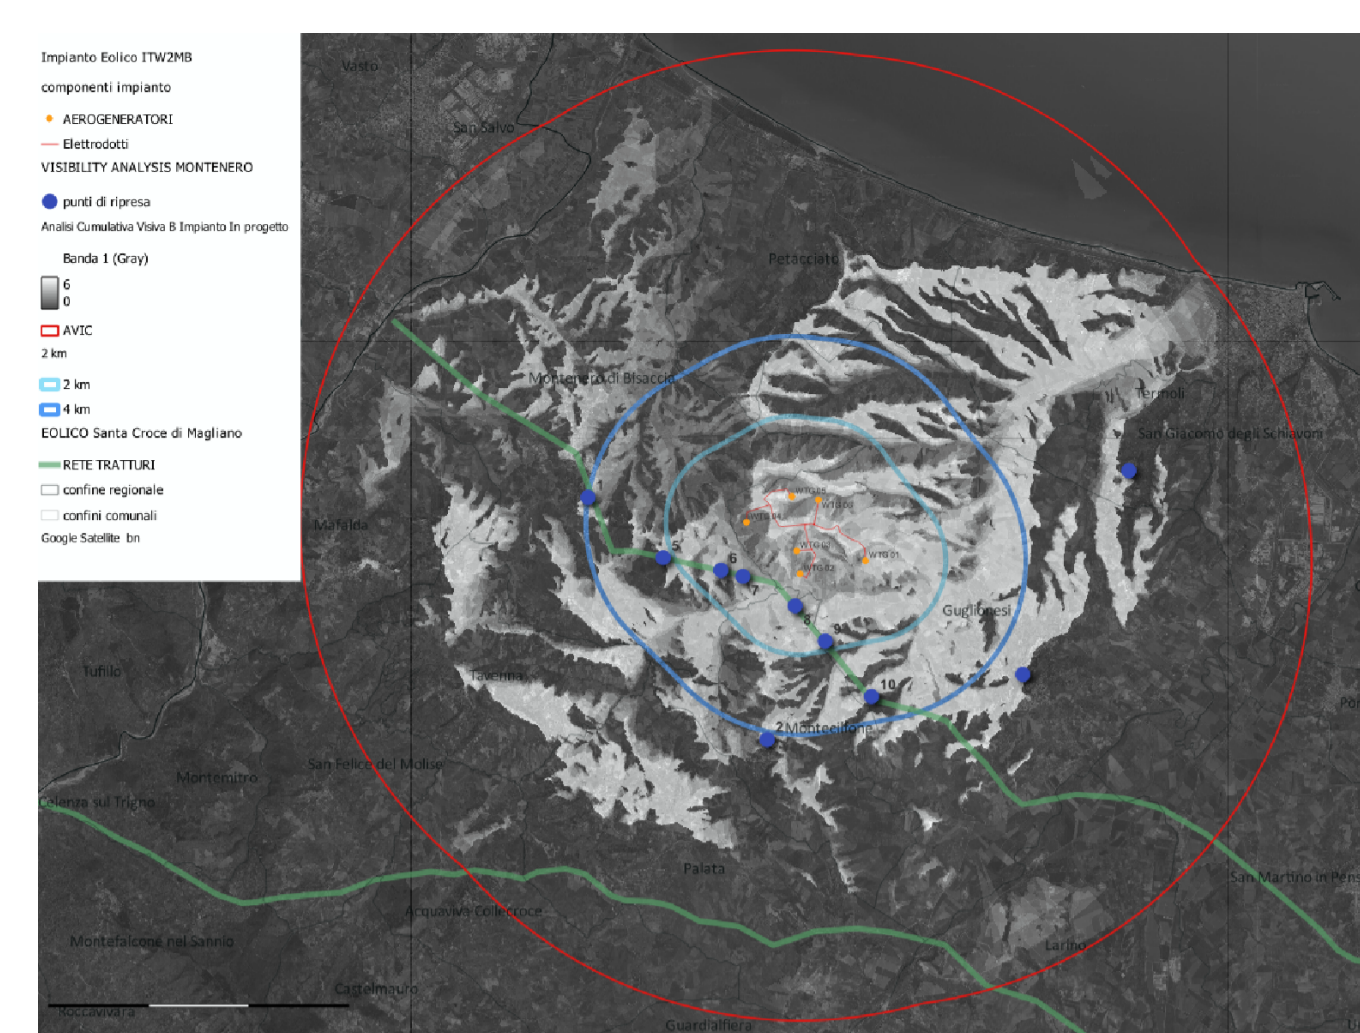 Impianto Eolico ITW2MB
componenti impianto
AEROGENERATORI
Elettrodotti
VISIBILITY ANALYSIS MONTENERO
punti di ripresa
Analisi Cumulativa Visiva B Impianto In progetto
Banda 1 (Gray)
6
0
AVIC
2 km
2 km
4 km
EOLICO Santa Croce di Magliano
RETE TRATTURI
confine regionale
confini comunali
Google Satellite bn
Vasto
San Salvo
Petacciato
Montenero di Bisaccia
Termoli
San Giacomo degli Schiavoni
1
Mafalda
WTG 01
5
6
7
8
9
Guglionesi
Tufillo
Taverna
10
2
Montecilfone
San Felice del Molise
Montemitro
Celenza sul Trigno
Palata
San Martino in Pens
Acquaviva Collecroce
Montefalcone nel Sannio
Larino
Castelmauro
Roccavivara
Guardialfiera